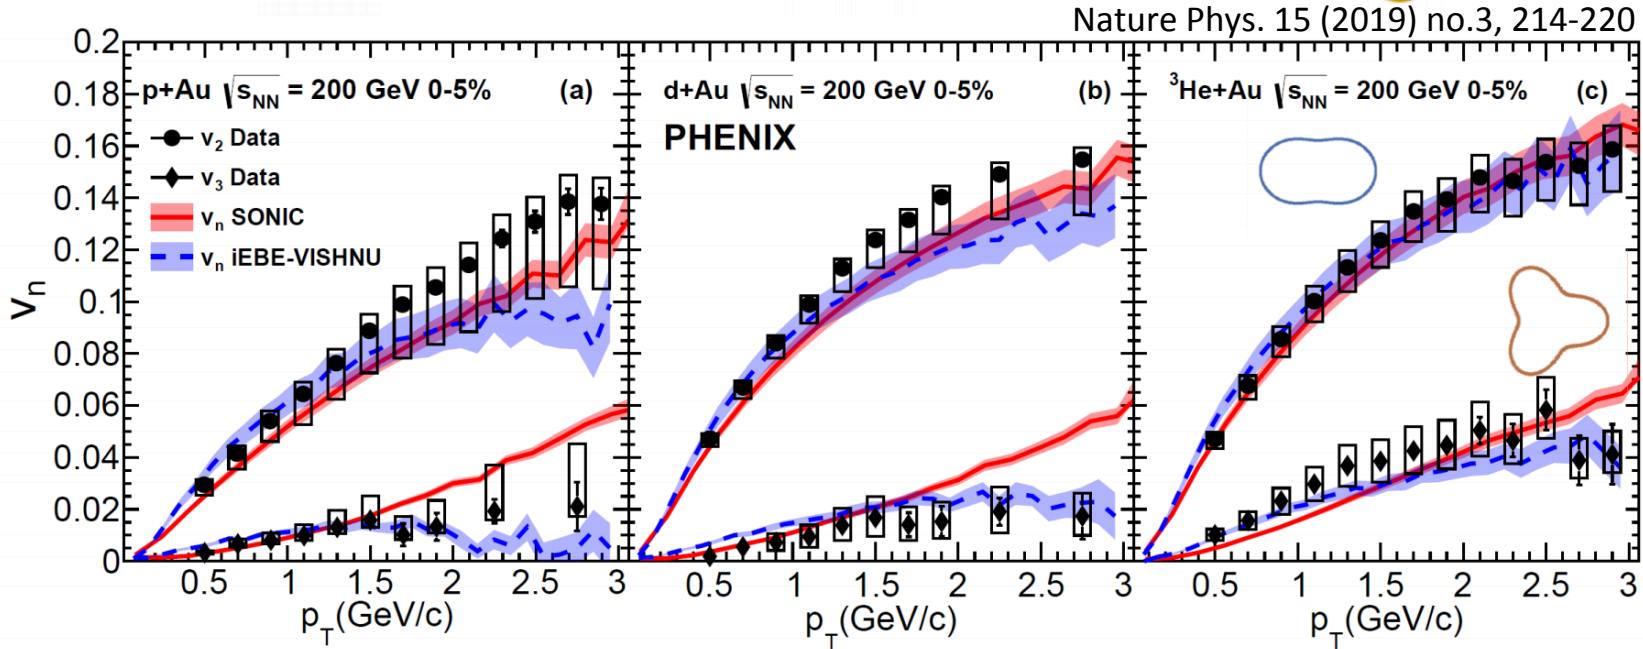 Nature Phys. 15 (2019) no.3, 214-220
p+Au √sNN = 200 GeV 0-5% (a)
v2 Data
v3 Data
vn SONIC
vn iEBE-VISHNU
d+Au √sNN = 200 GeV 0-5% (b)
PHENIX
3He+Au √sNN = 200 GeV 0-5% (c)
vn
0.2
0.18
0.16
0.14
0.12
0.1
0.08
0.06
0.04
0.02
0
0.5 1 1.5 2 2.5 3
0.5 1 1.5 2 2.5 3
0.5 1 1.5 2 2.5 3
pT(GeV/c)
pT(GeV/c)
pT(GeV/c)